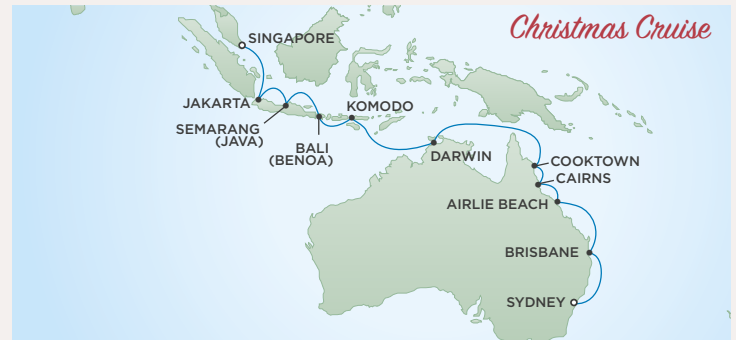 Christmas Cruise
SINGAPORE
JAKARTA
SEMARANG
(JAVA)
BALI
(BENOA)
KOMODO
DARWIN
COOKTOWN
CAIRNS
AIRLIE BEACH
BRISBANE
SYDNEY